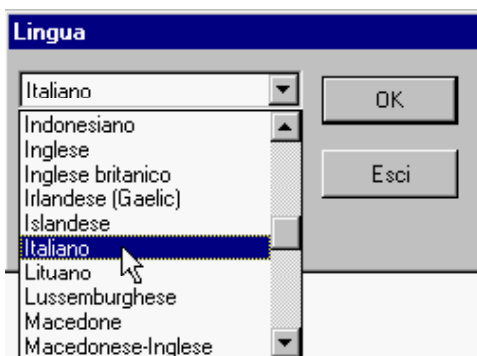 Lingua
Italiano
OK
Esci
Indonesiano
Inglese
Inglese britanico
Irlandese (Gaelic)
Islandese
Italiano
Lituano
Lussemburghese
Macedone
Macedonese-Inglese